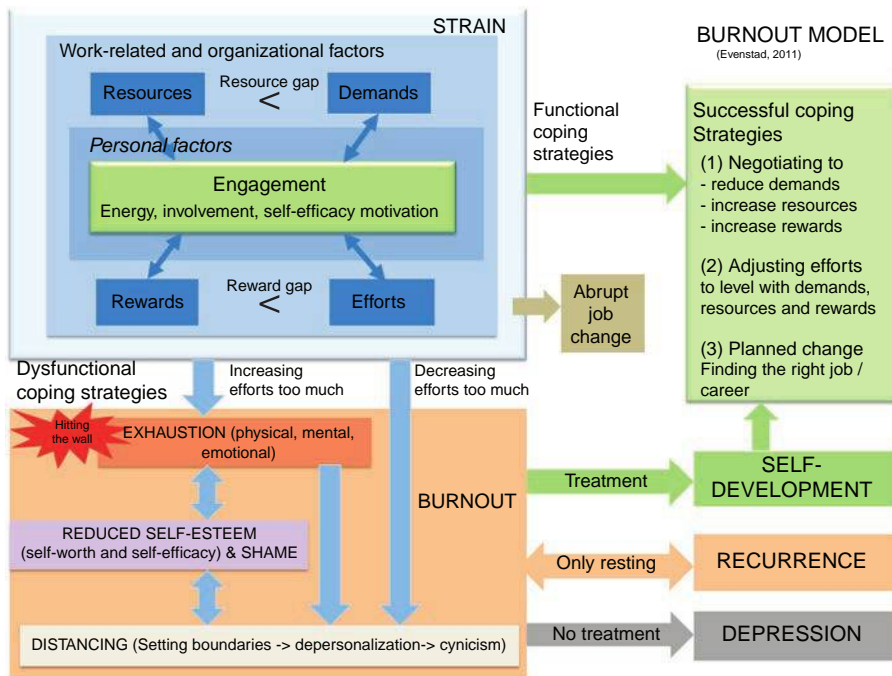 STRAIN
Work-related and organizational factors
Resources
Resource gap
<
Demands
Personal factors
Engagement
Energy, involvement, self-efficacy motivation
Rewards
Reward gap
<
Efforts
Functional
coping
strategies
Abrupt
job
change
BURNOUT MODEL
(Evenstad, 2011)
Successful coping
Strategies
(1) Negotiating to
- reduce demands
- increase resources
- increase rewards
(2) Adjusting efforts
to level with demands,
resources and rewards
(3) Planned change
Finding the right job /
career
Dysfunctional
coping strategies
Increasing
efforts too much
Decreasing
efforts too much
Hitting
the wall
EXHAUSTION (physical, mental,
emotional)
BURNOUT
REDUCED SELF-ESTEEM
(self-worth and self-efficacy) & SHAME
DISTANCING (Setting boundaries -> depersonalization-> cynicism)
Treatment
SELF-
DEVELOPMENT
Only resting
RECURRENCE
No treatment
DEPRESSION